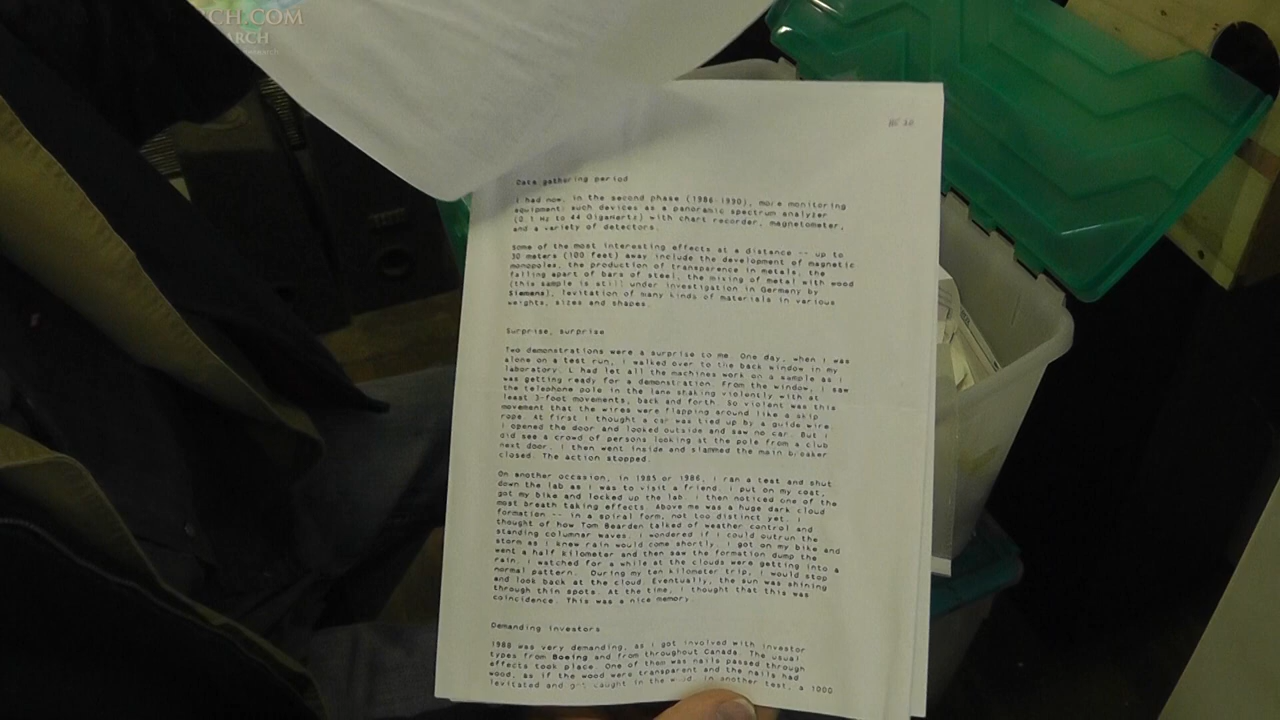 CH.COM
ARCH
Data gathering period
I had now, in the second phase (1986-1990), more monitoring
equipment: such devices as a panoramic spectrum analyzer
(0.1 Hz to 44 GigaHertz) with chart recorder, magnetometer,
and a variety of detectors.
Some of the most interesting effects at a distance -- up to
30 meters (100 feet) away include the development of magnetic
monopoles, the production of transparence in metals, the
falling apart of bars of steel, the mixing of metal with wood
(this sample is still under investigation in Germany by
Siemens), levitation of many kinds of materials in various
weights, sizes and shapes.
Surprise, surprise
Two demonstrations were a surprise to me. One day, when I was
alone on a test run, I walked over to the back window in my
laboratory. I had let all the machines work on a sample as I
was getting ready for a demonstration. From the window, I saw
the telephone pole in the lane shaking violently with at
least 3-foot movements, back and forth. So violent was this
movement that the wires were flapping around like a skip
rope. At first I thought a car was tied up by a guide wire.
I opened the door and looked outside and saw no car. But I
did see a crowd of persons looking at the pole from a club
next door. I then went inside and slammed the main breaker
closed. The action stopped.
On another occasion, in 1985 or 1986, I ran a test and shut
down the lab as I was to visit a friend. I put on my coat,
got my bike and locked up the lab. I then noticed one of the
most breath taking effects. Above me was a huge dark cloud
formation -- in a spiral form, not too distinct yet. I
thought of how Tom Bearden talked of weather control and
standing columnar waves. I wondered if I could outrun the
storm as I knew rain would come shortly. I got on my bike and
went a half kilometer and then saw the formation dump the
rain. I watched for a while at the clouds were getting into a
normal pattern. During my ten kilometer trip, I would stop
and look back at the cloud. Eventually, the sun was shining
through thin spots. At the time, I thought that this was
coincidence. This was a nice memory.
Demanding investors
1988 was very demanding, as I got involved with investor
types from Boeing and from throughout Canada. The usual
effects took place. One of them was nails passed through
wood, as if the wood were transparent and the nails had
levitated and got caught in the wood. In another test, a 1000